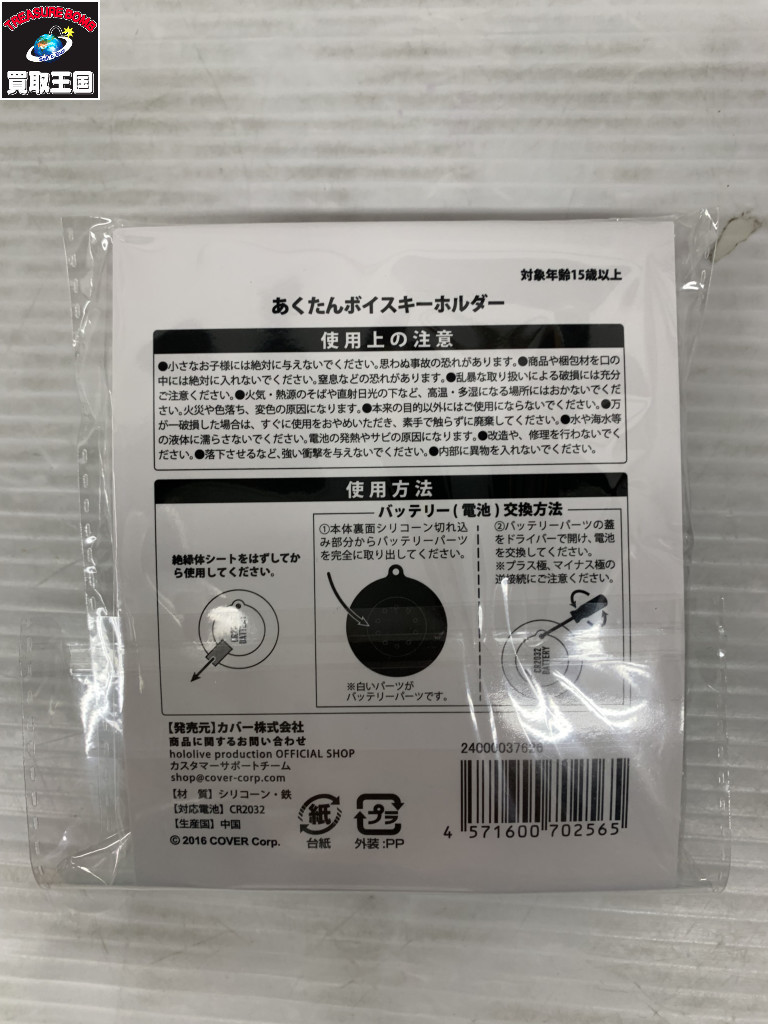 TREASURE BOMB
買取王国
対象年齢15歳以上
あくたんボイスキーホルダー
使用上の注意
●小さなお子様には絶対に与えないでください。思わぬ事故の恐れがあります。●商品や梱包材を口の
中には絶対に入れないでください。窒息などの恐れがあります。●乱暴な取り扱いによる破損には充分
ご注意ください。●火気・熱源のそばや直射日光の下など、高温・多湿になる場所にはおかないでくだ
さい。火災や色落ち、変色の原因になります。●本来の目的以外にはご使用にならないでください。●万
が一破損した場合は、すぐに使用をおやめいただき、素手で触らずに廃棄してください。●水や海水等
の液体に濡らさないでください。電池の発熱やサビの原因になります。●改造や、修理を行わないでく
ださい。●落下させるなど、強い衝撃を与えないでください。●内部に異物を入れないでください。
使用方法
絶縁体シートをはずしてか
ら使用してください。
バッテリー(電池)交換方法
①本体裏面シリコーン切れ込
み部分からバッテリーパーツ
を完全に取り出してください。
※白いパーツが
バッテリーパーツです。
②バッテリーパーツの蓋
をドライバーで開け、電池
を交換してください。
※プラス極、マイナス極の
逆接続にご注意ください。
CR2032
BATTERY
【発売元】カバー株式会社
商品に関するお問い合わせ
hololive production OFFICIAL SHOP
カスタマーサポートチーム
shop@cover-corp.com
【材　質】シリコーン・鉄
【対応電池】CR2032
【生産国】中国
© 2016 COVER Corp.
紙
台紙
プラ
外装:PP
24000037626
4 571600 702565